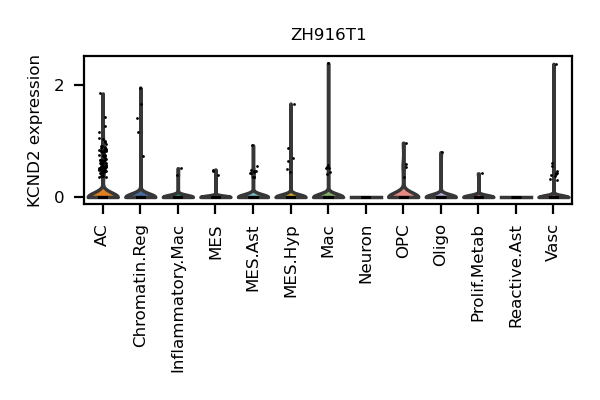 ZH916T1
KCND2 expression
2
0
AC
Chromatin.Reg
Inflammatory.Mac
MES
MES.Ast
MES.Hyp
Mac
Neuron
OPC
Oligo
Prolif.Metab
Reactive.Ast
Vasc